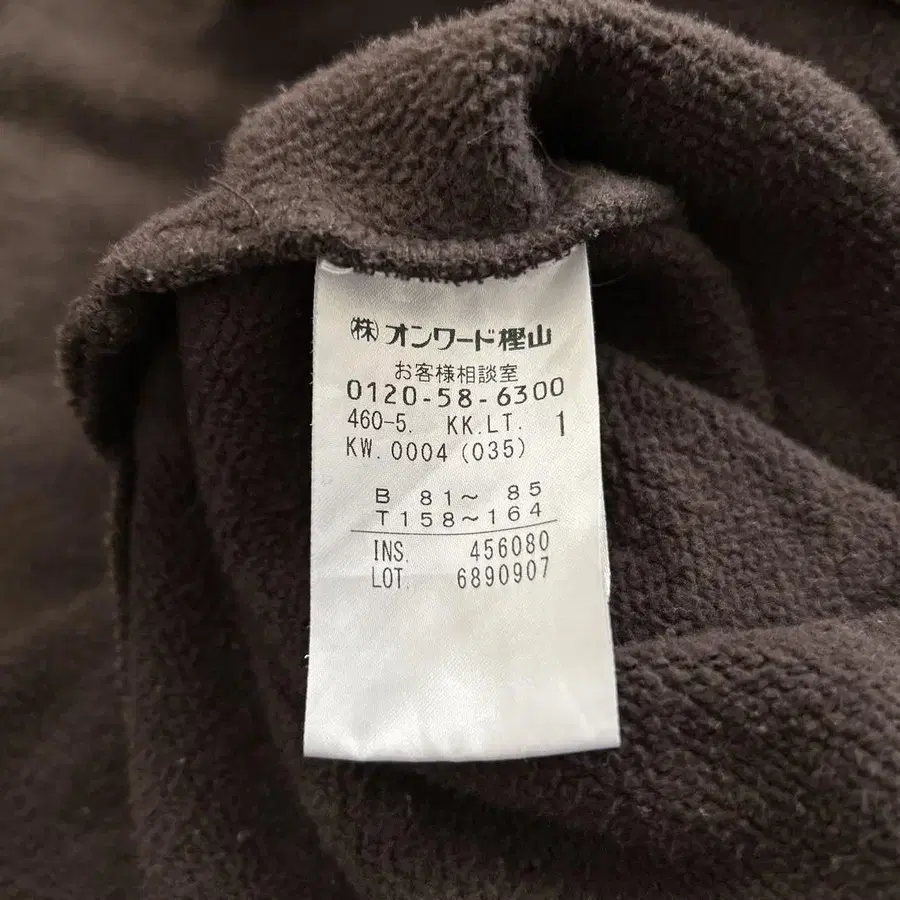 (株)オンワード樫山
お客様相談室
0120-58-6300
460-5. KK.LT. 1
KW.0004(035)
B 81〜 85
T158〜164
INS. 456080
LOT. 6890907